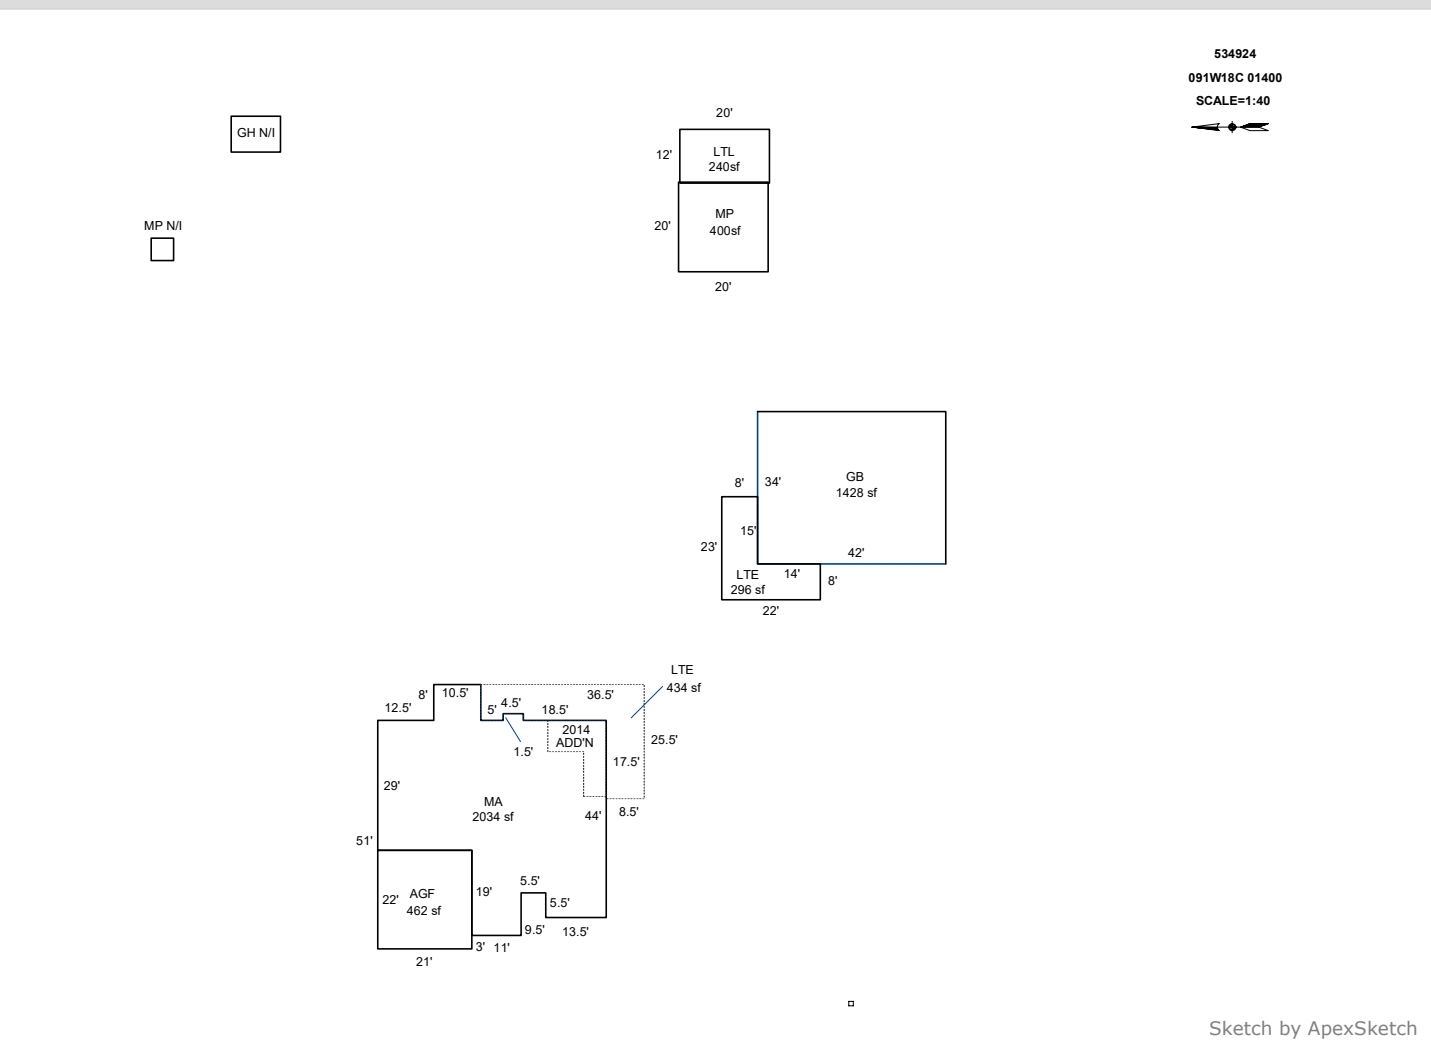 534924
091W18C 01400
SCALE=1:40
GH N/I
MP N/I
20'
12'
LTL
240sf
20'
MP
400sf
20'
GB
1428 sf
8'
34'
15'
23'
42'
14'
8'
LTE
296 sf
22'
LTE
434 sf
8'
10.5'
36.5'
12.5'
5'
4.5'
18.5'
1.5'
2014
ADD'N
25.5'
17.5'
29'
MA
2034 sf
44'
8.5'
51'
22'
AGF
462 sf
19'
5.5'
5.5'
9.5'
13.5'
3'
11'
21'
Sketch by ApexSketch